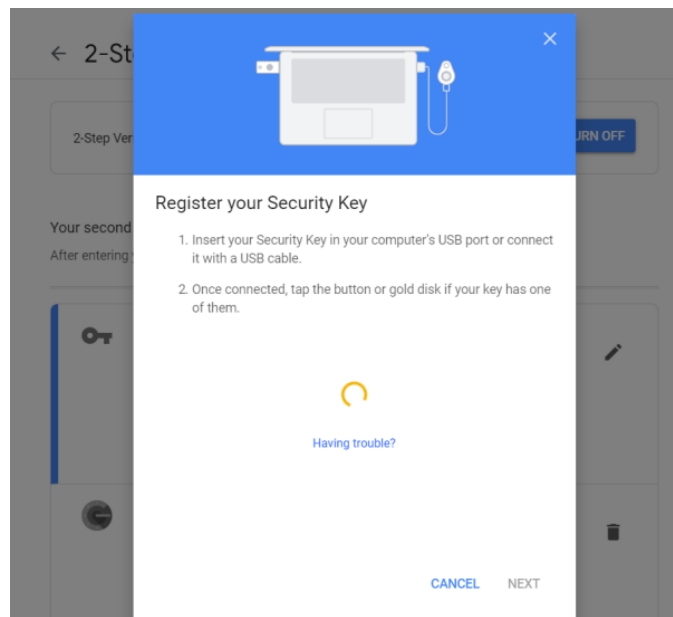 2-St
2-Step Ver
URN OFF
Your second
After entering
Register your Security Key
1. Insert your Security Key in your computer's USB port or connect
it with a USB cable.
2. Once connected, tap the button or gold disk if your key has one
of them.
Having trouble?
CANCEL NEXT